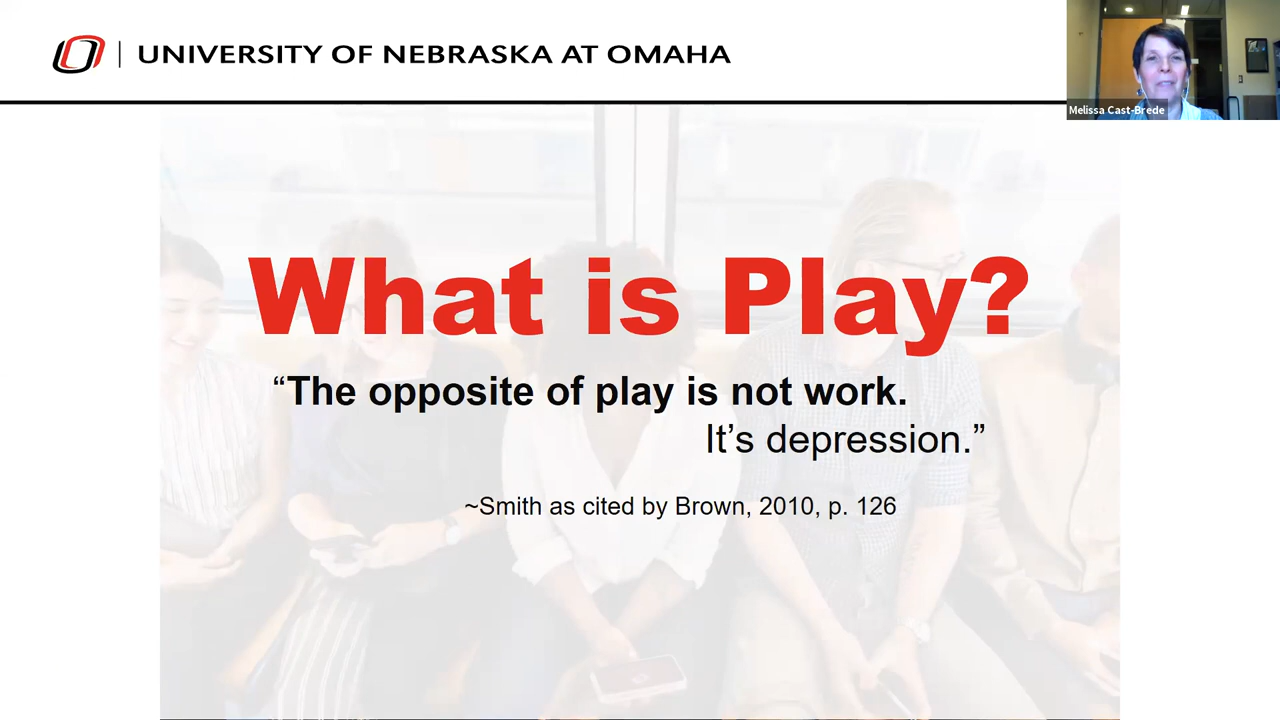 UNIVERSITY OF NEBRASKA AT OMAHA
Melissa Cast-Brede
What is Play?
“The opposite of play is not work.
It’s depression.”
~Smith as cited by Brown, 2010, p. 126